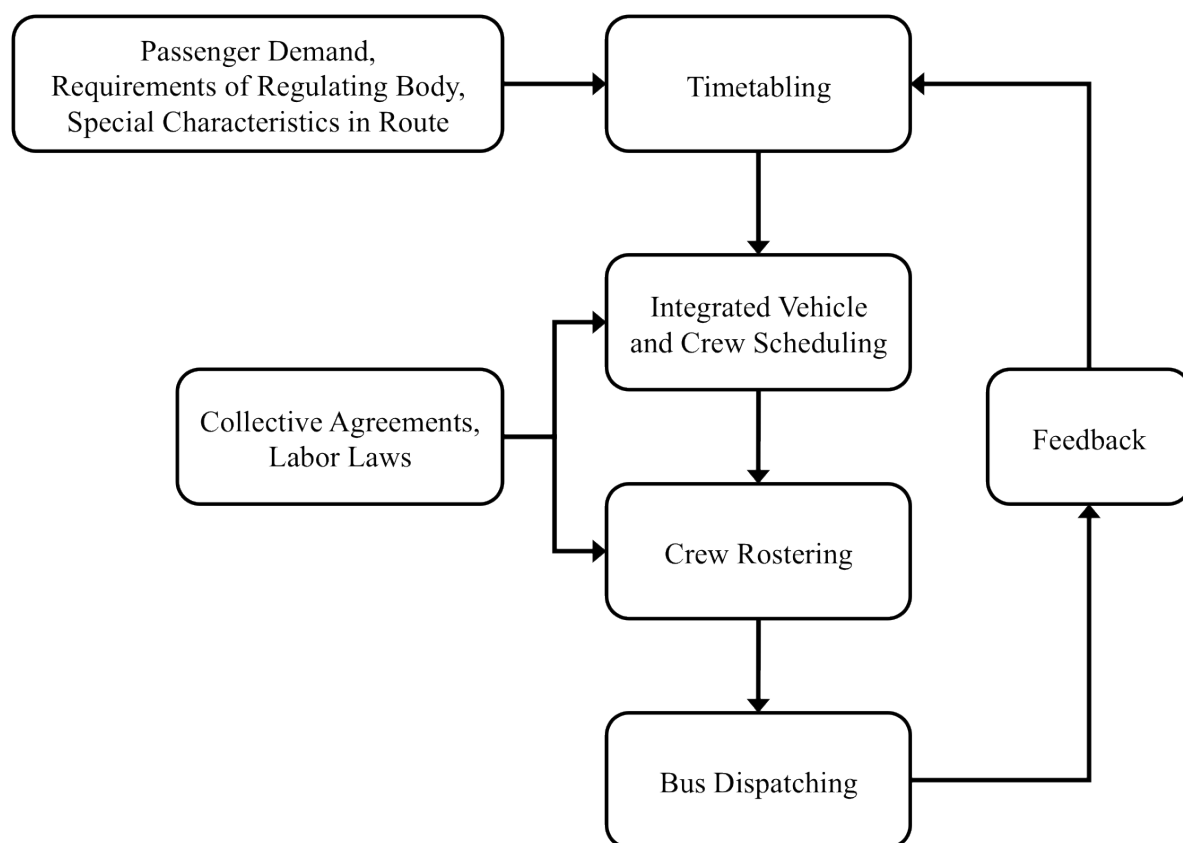 Passenger Demand,
Requirements of Regulating Body,
Special Characteristics in Route
Timetabling
Integrated Vehicle
and Crew Scheduling
Collective Agreements,
Labor Laws
Feedback
Crew Rostering
Bus Dispatching